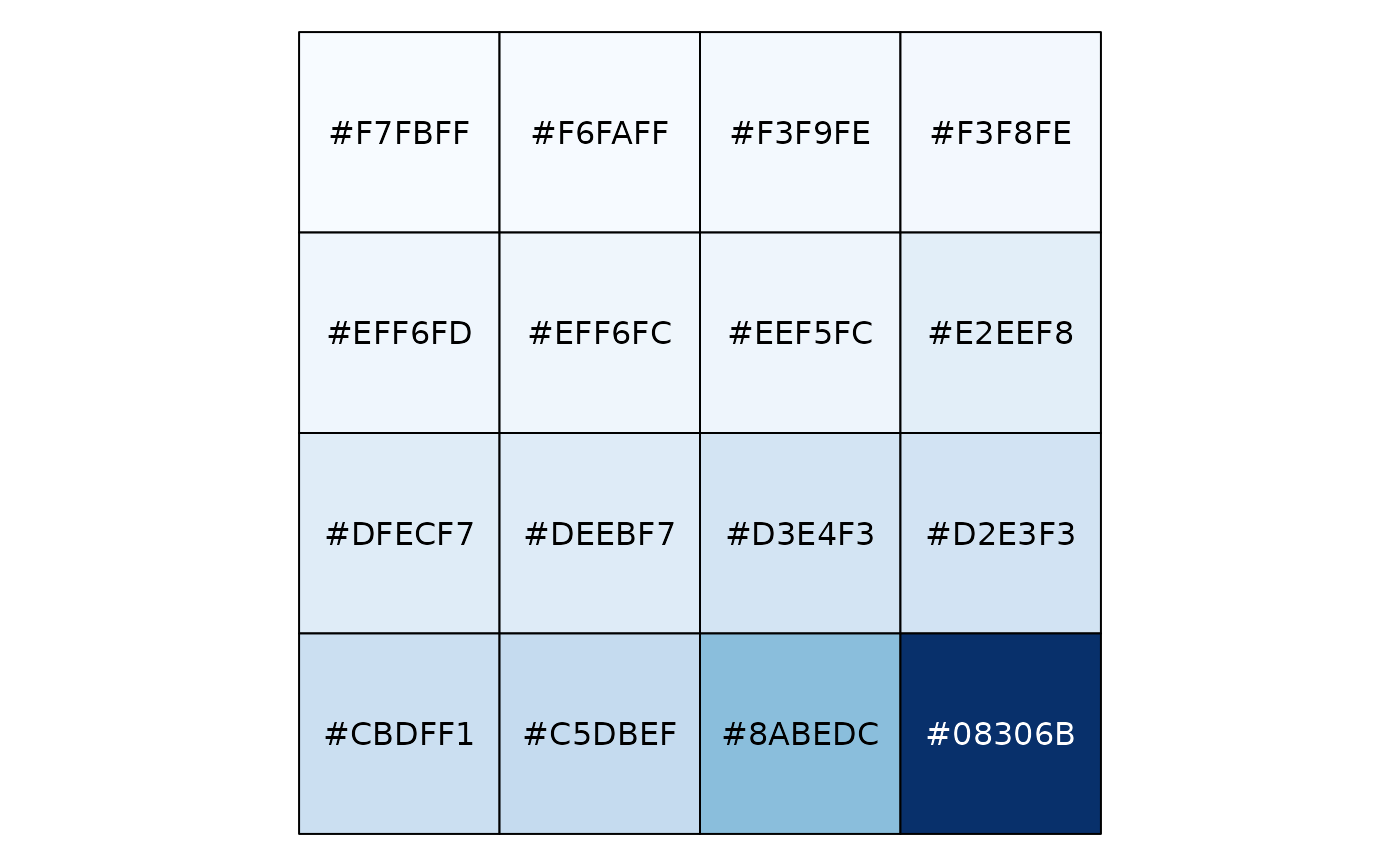 #F7FBFF #F6FAFF #F3F9FE #F3F8FE
#EFF6FD #EFF6FC #EEF5FC #E2EEF8
#DFECF7 #DEEBF7 #D3E4F3 #D2E3F3
#CBDFF1 #C5DBEF #8ABEDC #08306B